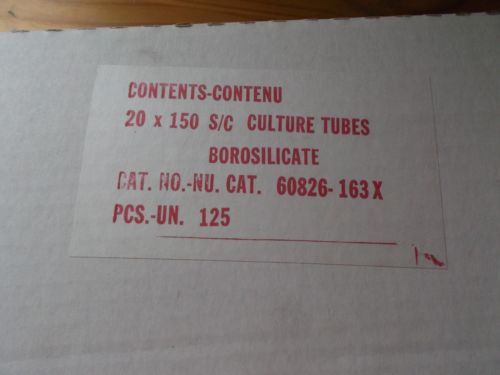 CONTENTS-CONTENU
20 x 150 S/C CULTURE TUBES
BOROSILICATE
CAT. NO.-NU. CAT. 60826-163X
PCS.-UN. 125